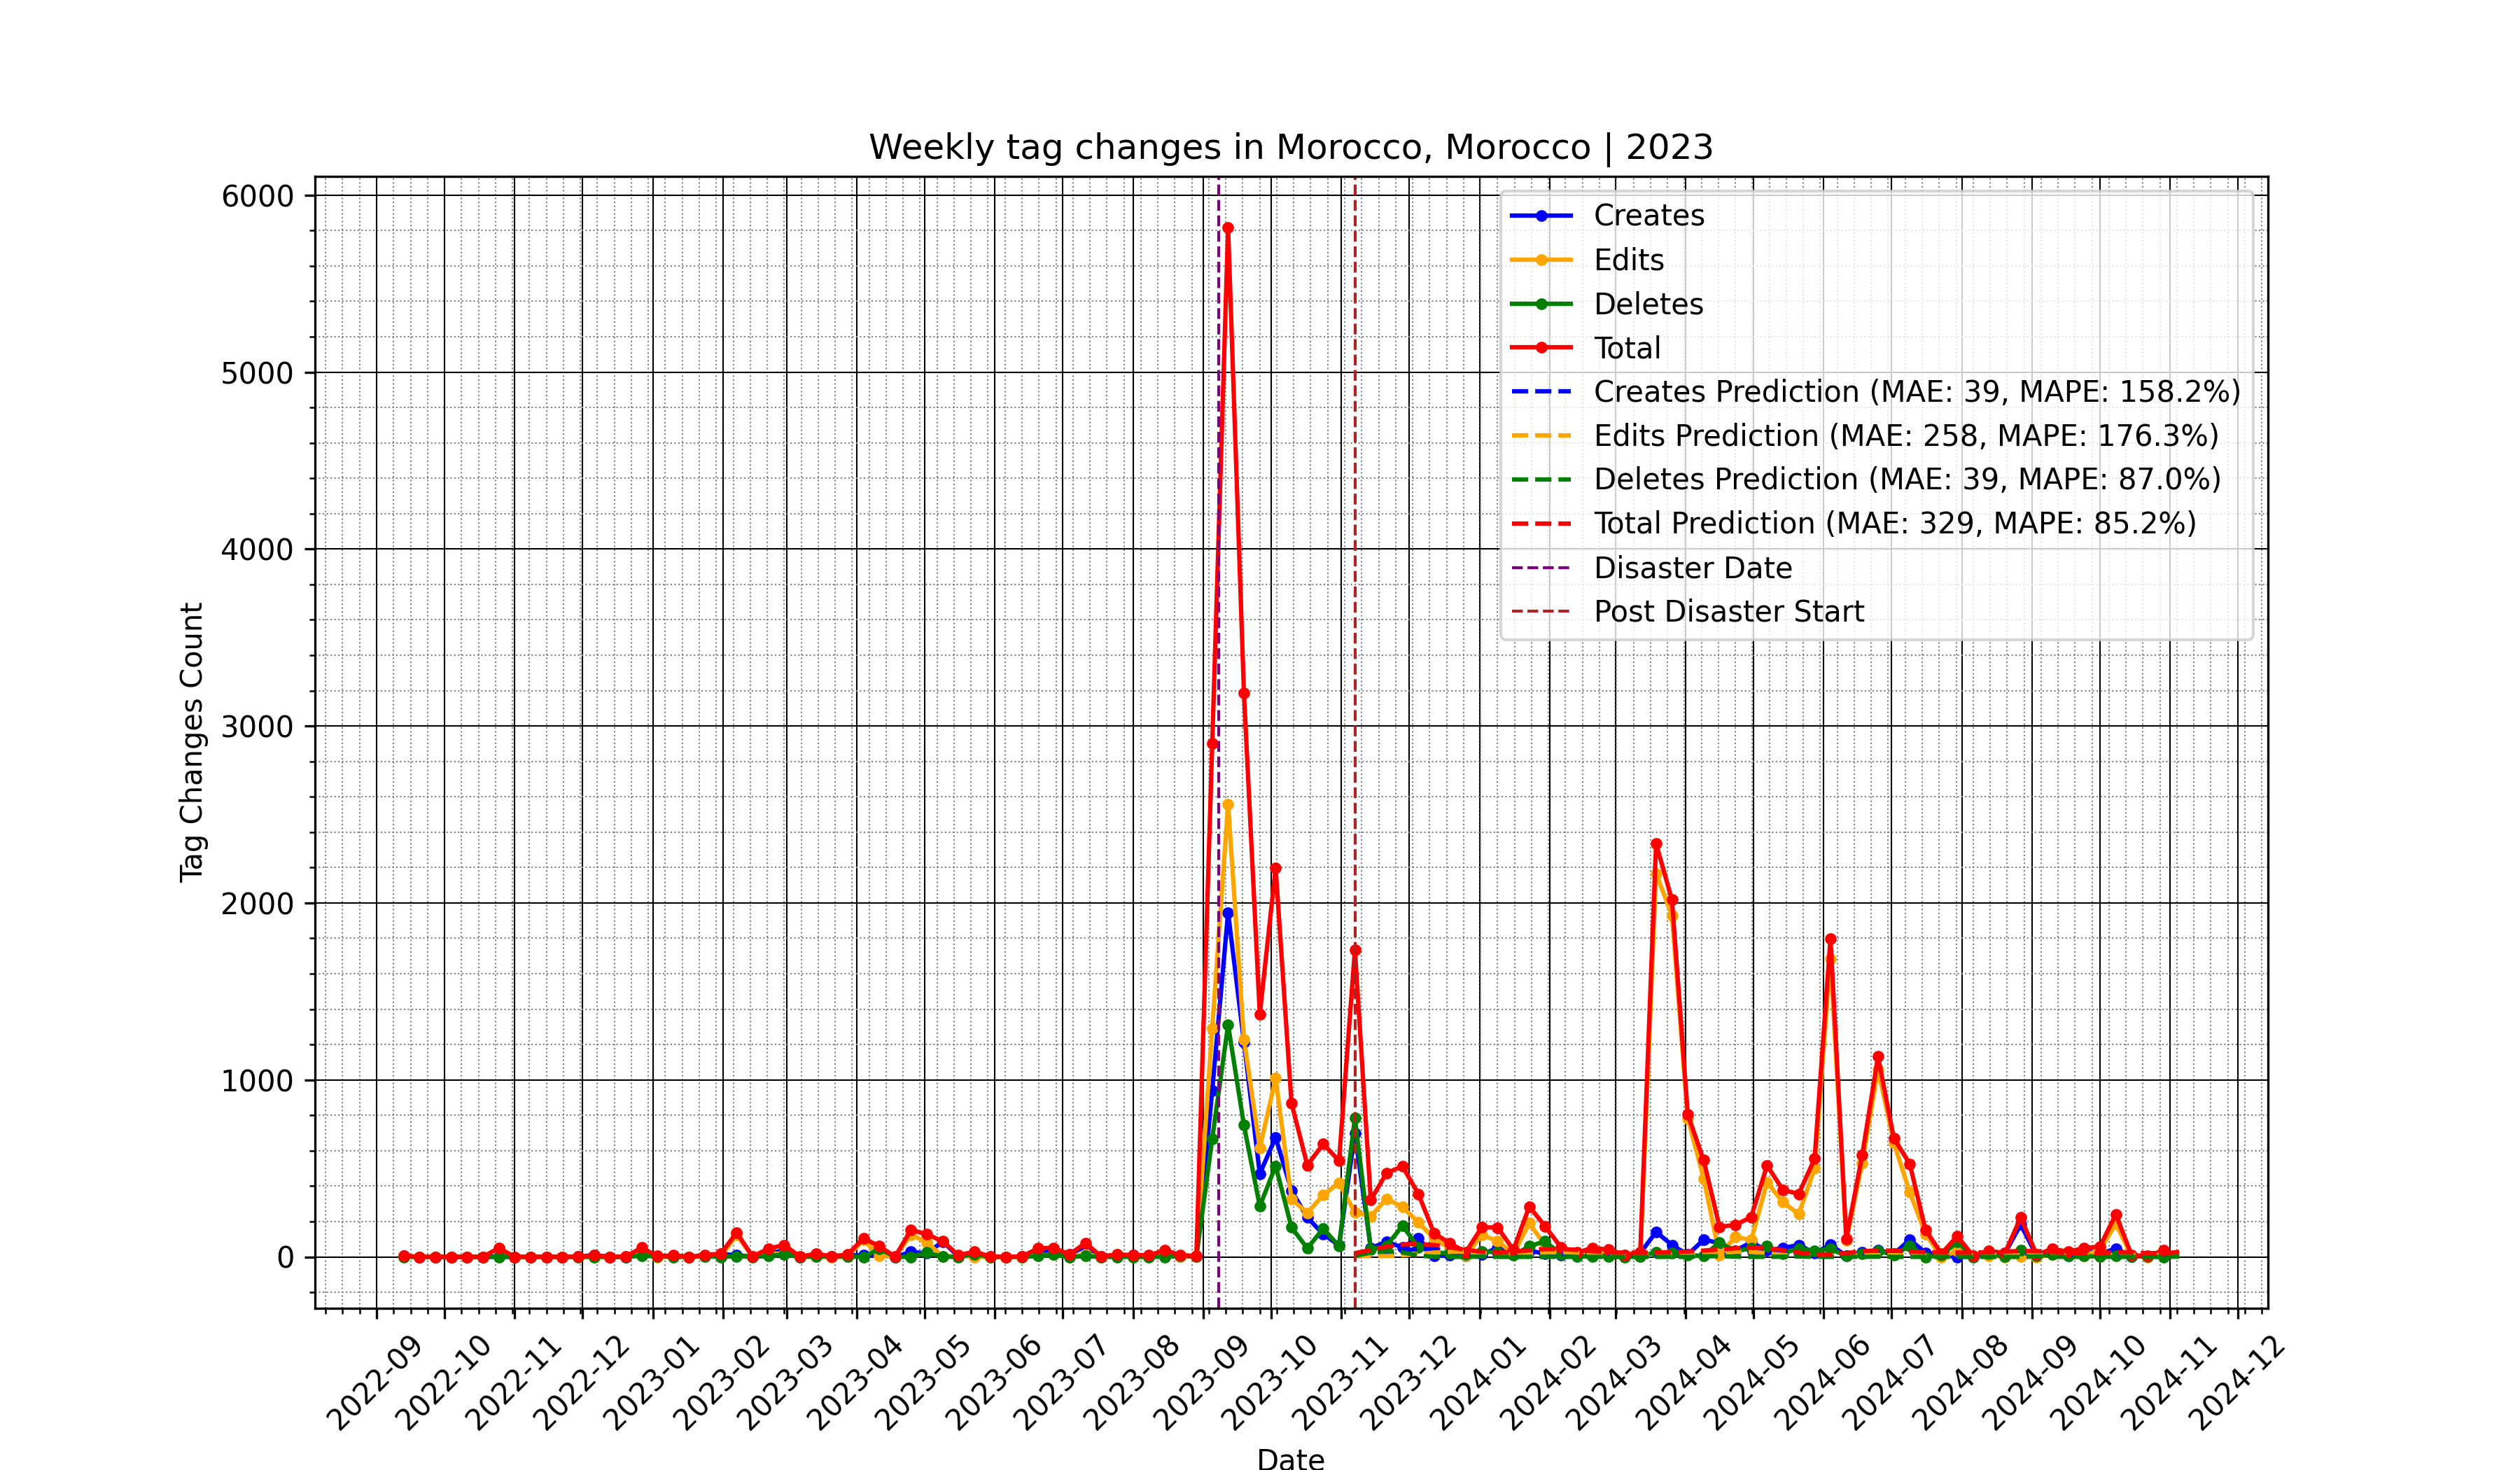 Weekly tag changes in Morocco, Morocco | 2023
Tag Changes Count
6000
5000
4000
3000
2000
1000
0
Creates
Edits
Deletes
Total
Creates Prediction (MAE: 39, MAPE: 158.2%)
Edits Prediction (MAE: 258, MAPE: 176.3%)
Deletes Prediction (MAE: 39, MAPE: 87.0%)
Total Prediction (MAE: 329, MAPE: 85.2%)
Disaster Date
Post Disaster Start
2022-09
2022-10
2022-11
2022-12
2023-01
2023-02
2023-03
2023-04
2023-05
2023-06
2023-07
2023-08
2023-09
2023-10
2023-11
2023-12
2024-01
2024-02
2024-03
2024-04
2024-05
2024-06
2024-07
2024-08
2024-09
2024-10
2024-11
2024-12
Date